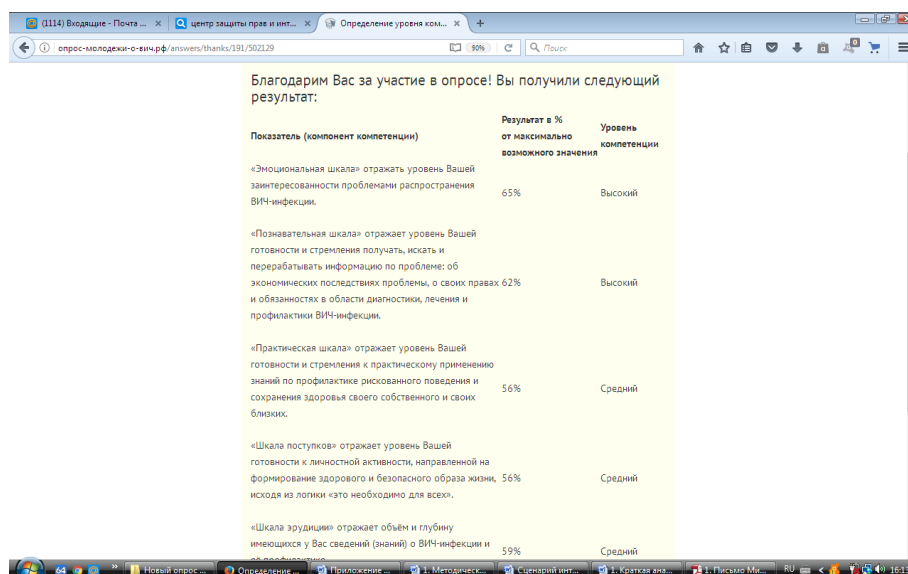 (1114) Входящие - Почта ...
центр защиты прав и инт...
Определение уровня ком...
опрос-молодежи-о-вич.рф/answers/thanks/191/502129
90%
Поиск
0
Благодарим Вас за участие в опросе! Вы получили следующий
результат:
Показатель (компонент компетенции)
Результат в %
от максимально
возможного значения
Уровень
компетенции
«Эмоциональная шкала» отражать уровень Вашей
заинтересованности проблемами распространения
ВИЧ-инфекции.
65%
Высокий
«Познавательная шкала» отражает уровень Вашей
готовности и стремления получать, искать и
перерабатывать информацию по проблеме: об
экономических последствиях проблемы, о своих правах
и обязанностях в области диагностики, лечения и
профилактики ВИЧ-инфекции.
62%
Высокий
«Практическая шкала» отражает уровень Вашей
готовности и стремления к практическому применению
знаний по профилактике рискованного поведения и
сохранения здоровья своего собственного и своих
близких.
56%
Средний
«Шкала поступков» отражает уровень Вашей
готовности к личностной активности, направленной на
формирование здорового и безопасного образа жизни,
исходя из логики «это необходимо для всех».
56%
Средний
«Шкала эрудиции» отражает объём и глубину
имеющихся у Вас сведений (знаний) о ВИЧ-инфекции и
её профилактике
59%
Средний
64
Новый опрос ...
Определение ...
Приложение ...
1. Методическ...
Сценарий инт...
1. Краткая ана...
1. Письмо Ми...
RU
16:13